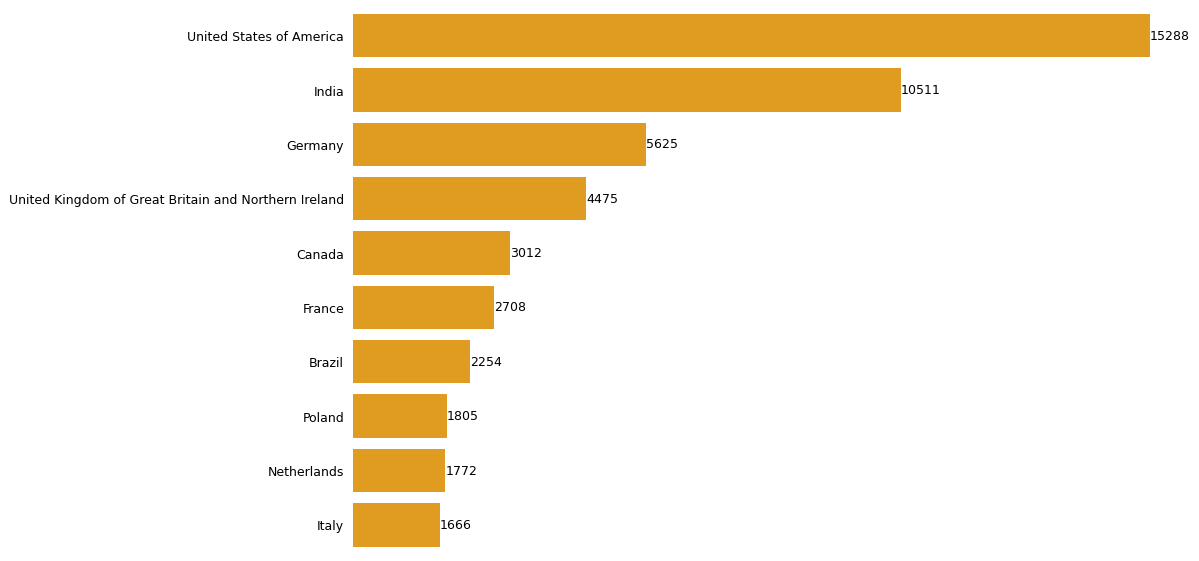 United States of America 15288
India 10511
Germany 5625
United Kingdom of Great Britain and Northern Ireland 4475
Canada 3012
France 2708
Brazil 2254
Poland 1805
Netherlands 1772
Italy 1666